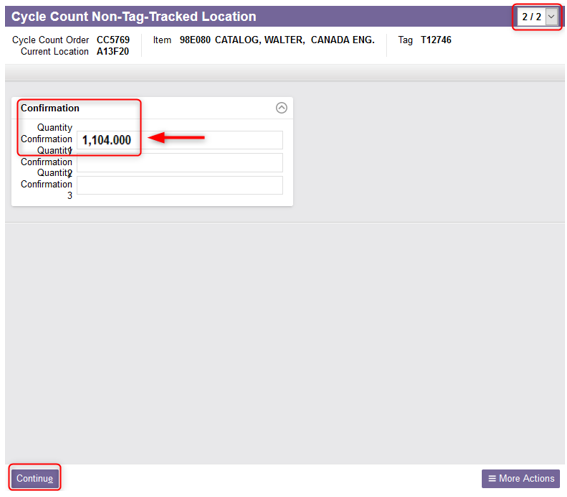 Cycle Count Non-Tag-Tracked Location
2 / 2
Cycle Count Order CC5769 Item 98E080 CATALOG, WALTER, CANADA ENG. Tag T12746
Current Location A13F20
Confirmation
Quantity
Confirmation 1,104.000
1
Quantity
Confirmation
2
Quantity
Confirmation
3
Continue
More Actions